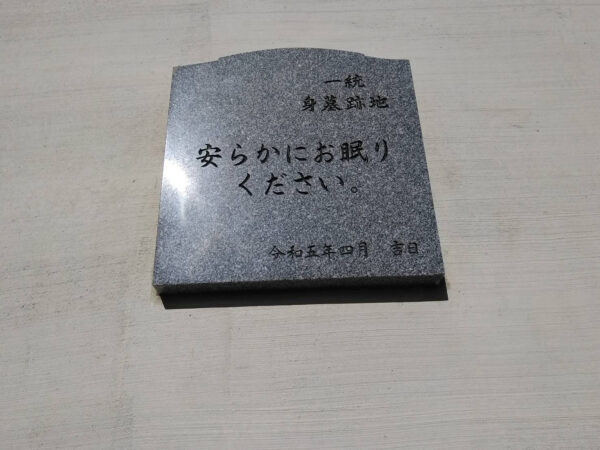 一統
身墓跡地
安らかにお眠り
ください。
令和五年四月 吉日